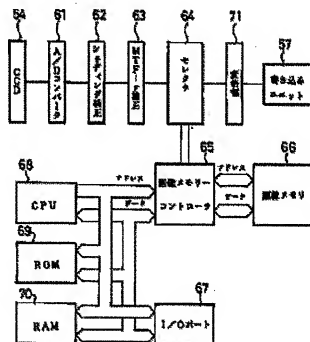 54
61
62
63
64
71
57
CCD
A/Dコンバータ
シェーディング補正
MTFγ補正
セレクタ
変倍部
書き込み
ユニット
65
66
68
アドレス
画像メモリー
コントローラ
画像メモリ
CPU
データ
アドレス
データ
69
ROM
70
67
RAM
I/Oポート